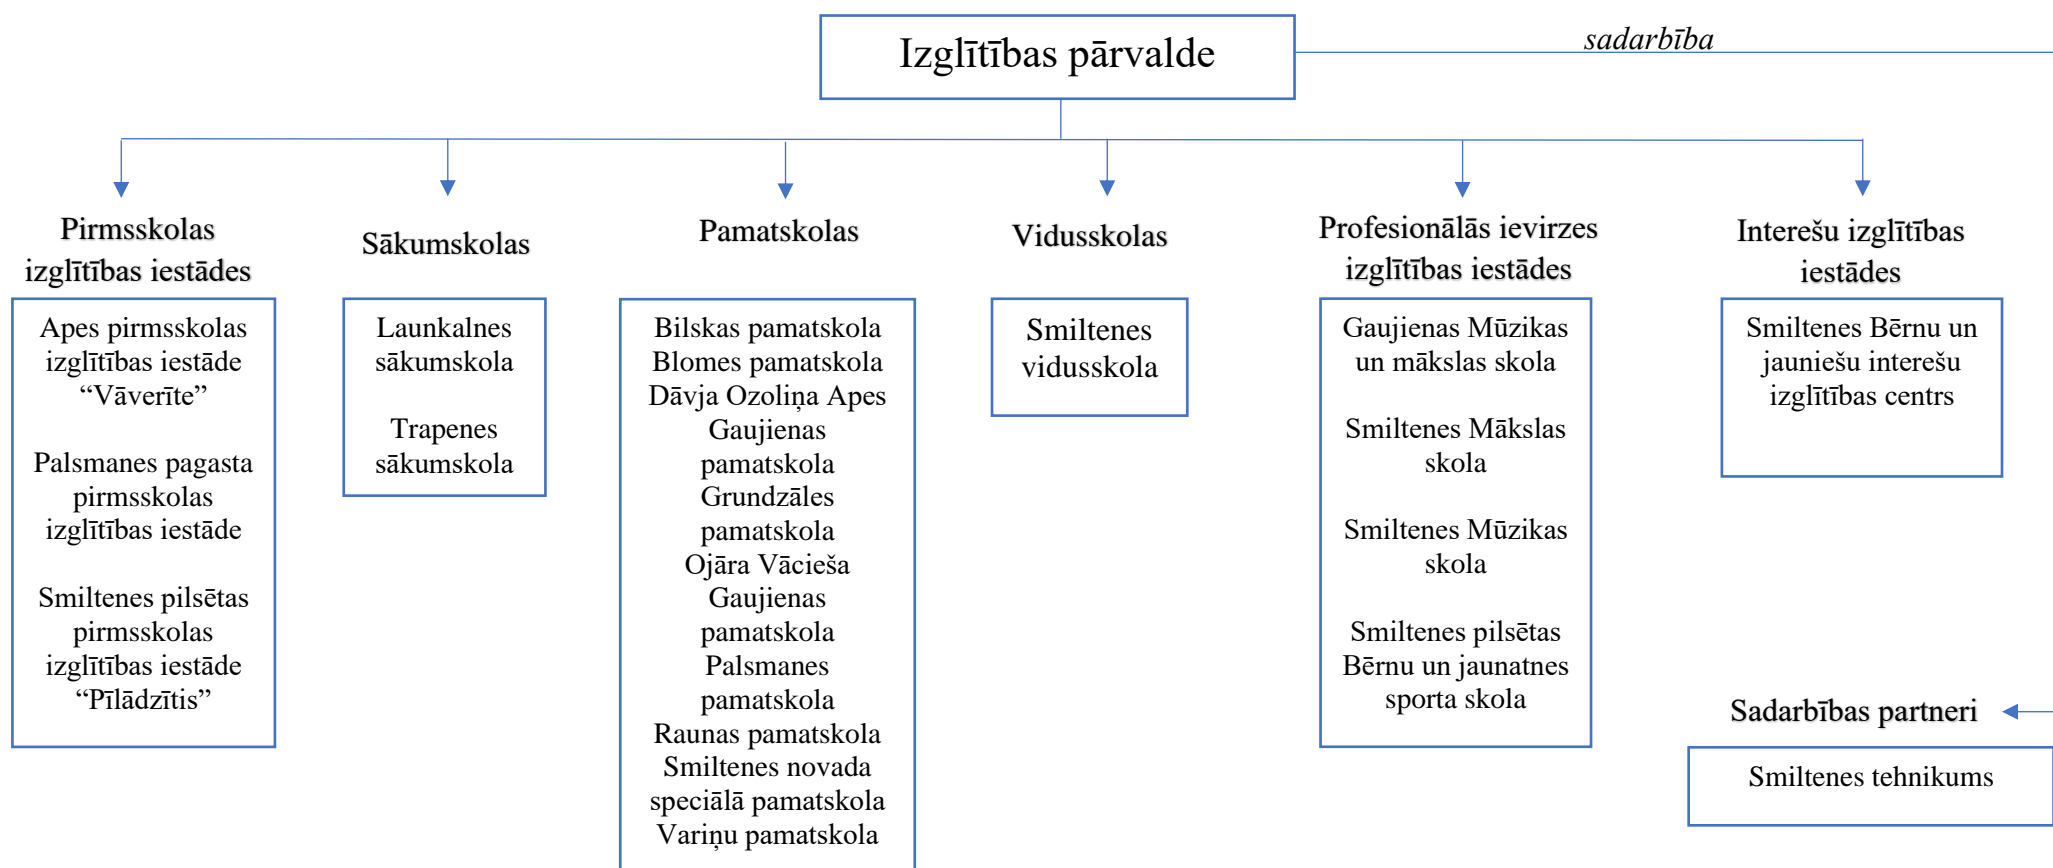 Izglītības pārvalde
sadarbība
Pirmsskolas
izglītības iestādes
Apes pirmsskolas
izglītības iestāde
“Vāverīte”
Palsmanes pagasta
pirmsskolas
izglītības iestāde
Smiltenes pilsētas
pirmsskolas
izglītības iestāde
“Pīlādzītis”
Sākumskolas
Launkalnes
sākumskola
Trapenes
sākumskola
Pamatskolas
Bilskas pamatskola
Blomes pamatskola
Dāvja Ozoliņa Apes
Gaujienas
pamatskola
Grundzāles
pamatskola
Ojāra Vācieša
Gaujienas
pamatskola
Palsmanes
pamatskola
Raunas pamatskola
Smiltenes novada
speciālā pamatskola
Variņu pamatskola
Vidusskolas
Smiltenes
vidusskola
Profesionālās ievirzes
izglītības iestādes
Gaujienas Mūzikas
un mākslas skola
Smiltenes Mākslas
skola
Smiltenes Mūzikas
skola
Smiltenes pilsētas
Bērnu un jaunatnes
sporta skola
Interešu izglītības
iestādes
Smiltenes Bērnu un
jauniešu interešu
izglītības centrs
Sadarbības partneri
Smiltenes tehnikums